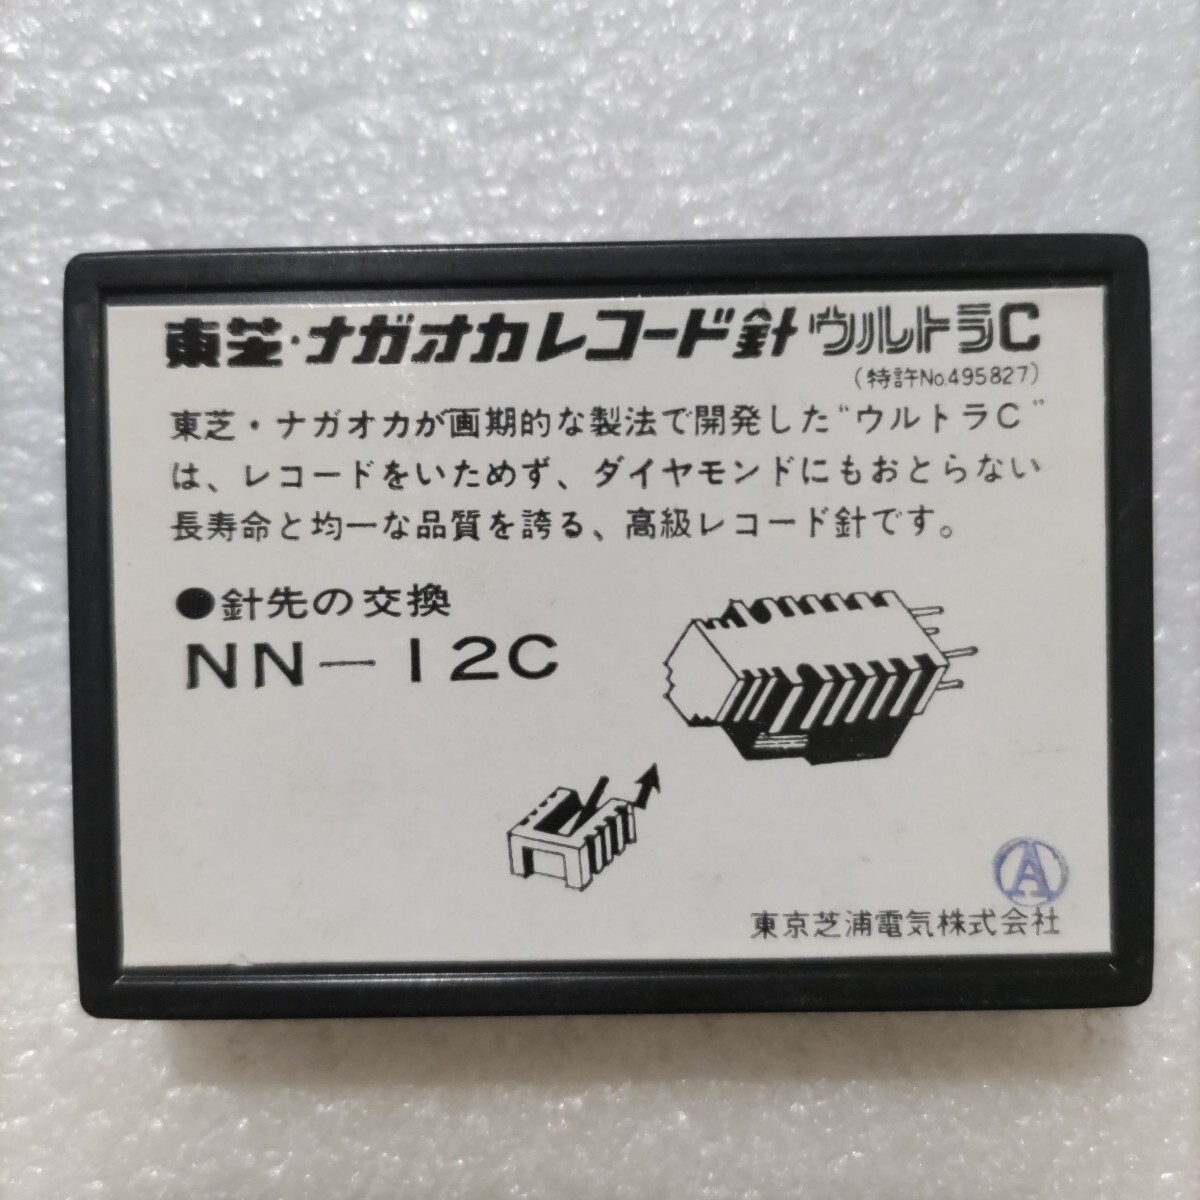 東芝・ナガオカレコード針 ウルトラC
(特許No.495827)
東芝・ナガオカが画期的な製法で開発した“ウルトラC”
は、レコードをいためず、ダイヤモンドにもおとらない
長寿命と均一な品質を誇る、高級レコード針です。
●針先の交換
NN-12C
A
東京芝浦電気株式会社